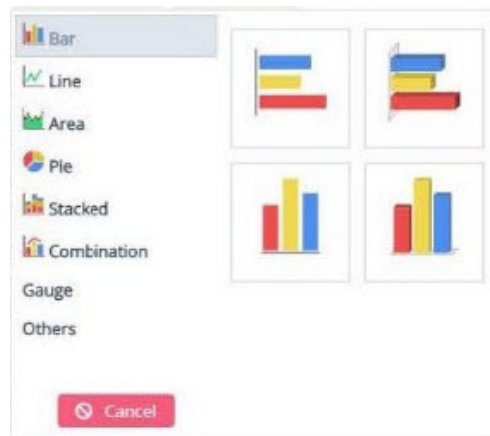 Bar
Line
Area
Pie
Stacked
Combination
Gauge
Others
Cancel